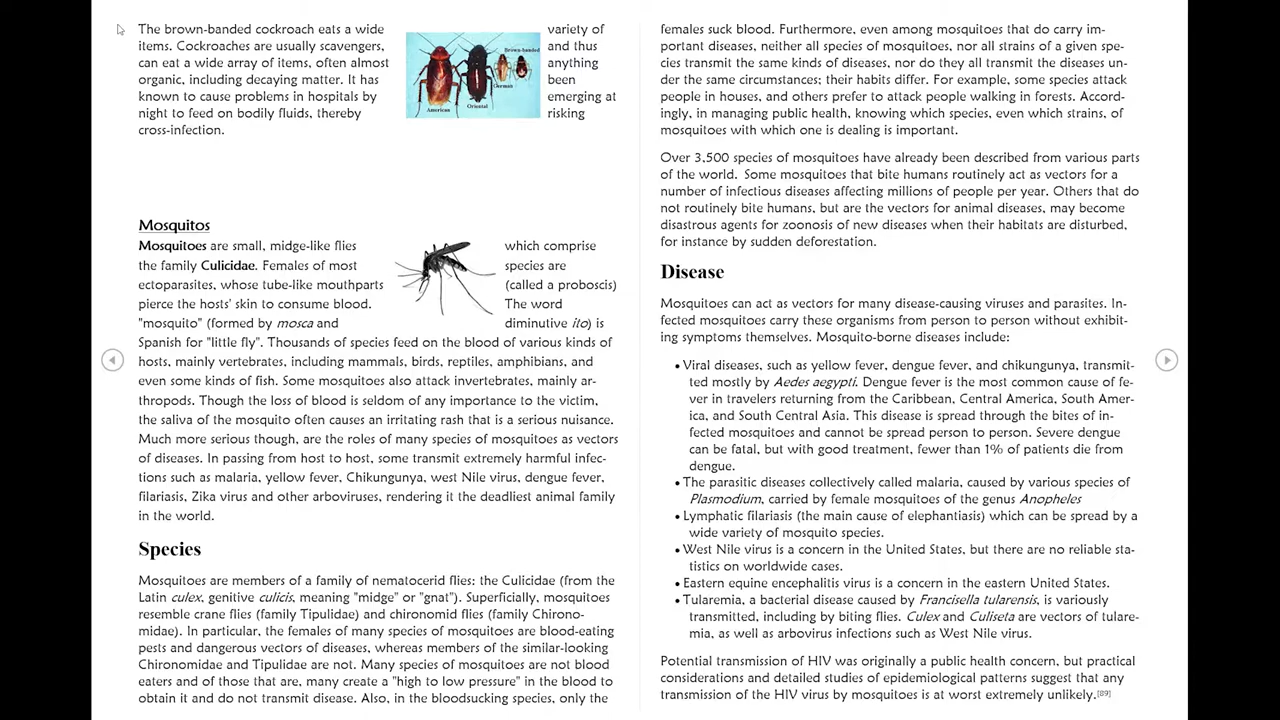 The brown-banded cockroach eats a wide variety of
items. Cockroaches are usually scavengers, and thus
can eat a wide array of items, often almost anything
organic, including decaying matter. It has been
known to cause problems in hospitals by emerging at
night to feed on bodily fluids, thereby risking
cross-infection.
Brown-banded
German
American
Oriental
Mosquitos
Mosquitoes are small, midge-like flies which comprise
the family Culicidae. Females of most species are
ectoparasites, whose tube-like mouthparts (called a proboscis)
pierce the hosts' skin to consume blood. The word
"mosquito" (formed by mosca and diminutive ito) is
Spanish for "little fly". Thousands of species feed on the blood of various kinds of
hosts, mainly vertebrates, including mammals, birds, reptiles, amphibians, and
even some kinds of fish. Some mosquitoes also attack invertebrates, mainly ar-
thropods. Though the loss of blood is seldom of any importance to the victim,
the saliva of the mosquito often causes an irritating rash that is a serious nuisance.
Much more serious though, are the roles of many species of mosquitoes as vectors
of diseases. In passing from host to host, some transmit extremely harmful infec-
tions such as malaria, yellow fever, Chikungunya, west Nile virus, dengue fever,
filariasis, Zika virus and other arboviruses, rendering it the deadliest animal family
in the world.
Species
Mosquitoes are members of a family of nematocerid flies: the Culicidae (from the
Latin culex, genitive culicis, meaning "midge" or "gnat"). Superficially, mosquitoes
resemble crane flies (family Tipulidae) and chironomid flies (family Chirono-
midae). In particular, the females of many species of mosquitoes are blood-eating
pests and dangerous vectors of diseases, whereas members of the similar-looking
Chironomidae and Tipulidae are not. Many species of mosquitoes are not blood
eaters and of those that are, many create a "high to low pressure" in the blood to
obtain it and do not transmit disease. Also, in the bloodsucking species, only the
females suck blood. Furthermore, even among mosquitoes that do carry im-
portant diseases, neither all species of mosquitoes, nor all strains of a given spe-
cies transmit the same kinds of diseases, nor do they all transmit the diseases un-
der the same circumstances; their habits differ. For example, some species attack
people in houses, and others prefer to attack people walking in forests. Accord-
ingly, in managing public health, knowing which species, even which strains, of
mosquitoes with which one is dealing is important.
Over 3,500 species of mosquitoes have already been described from various parts
of the world. Some mosquitoes that bite humans routinely act as vectors for a
number of infectious diseases affecting millions of people per year. Others that do
not routinely bite humans, but are the vectors for animal diseases, may become
disastrous agents for zoonosis of new diseases when their habitats are disturbed,
for instance by sudden deforestation.
Disease
Mosquitoes can act as vectors for many disease-causing viruses and parasites. In-
fected mosquitoes carry these organisms from person to person without exhibit-
ing symptoms themselves. Mosquito-borne diseases include:
• Viral diseases, such as yellow fever, dengue fever, and chikungunya, transmit-
ted mostly by Aedes aegypti. Dengue fever is the most common cause of fe-
ver in travelers returning from the Caribbean, Central America, South Amer-
ica, and South Central Asia. This disease is spread through the bites of in-
fected mosquitoes and cannot be spread person to person. Severe dengue
can be fatal, but with good treatment, fewer than 1% of patients die from
dengue.
• The parasitic diseases collectively called malaria, caused by various species of
Plasmodium, carried by female mosquitoes of the genus Anopheles
• Lymphatic filariasis (the main cause of elephantiasis) which can be spread by a
wide variety of mosquito species.
• West Nile virus is a concern in the United States, but there are no reliable sta-
tistics on worldwide cases.
• Eastern equine encephalitis virus is a concern in the eastern United States.
• Tularemia, a bacterial disease caused by Francisella tularensis, is variously
transmitted, including by biting flies. Culex and Culiseta are vectors of tulare-
mia, as well as arbovirus infections such as West Nile virus.
Potential transmission of HIV was originally a public health concern, but practical
considerations and detailed studies of epidemiological patterns suggest that any
transmission of the HIV virus by mosquitoes is at worst extremely unlikely.[89]